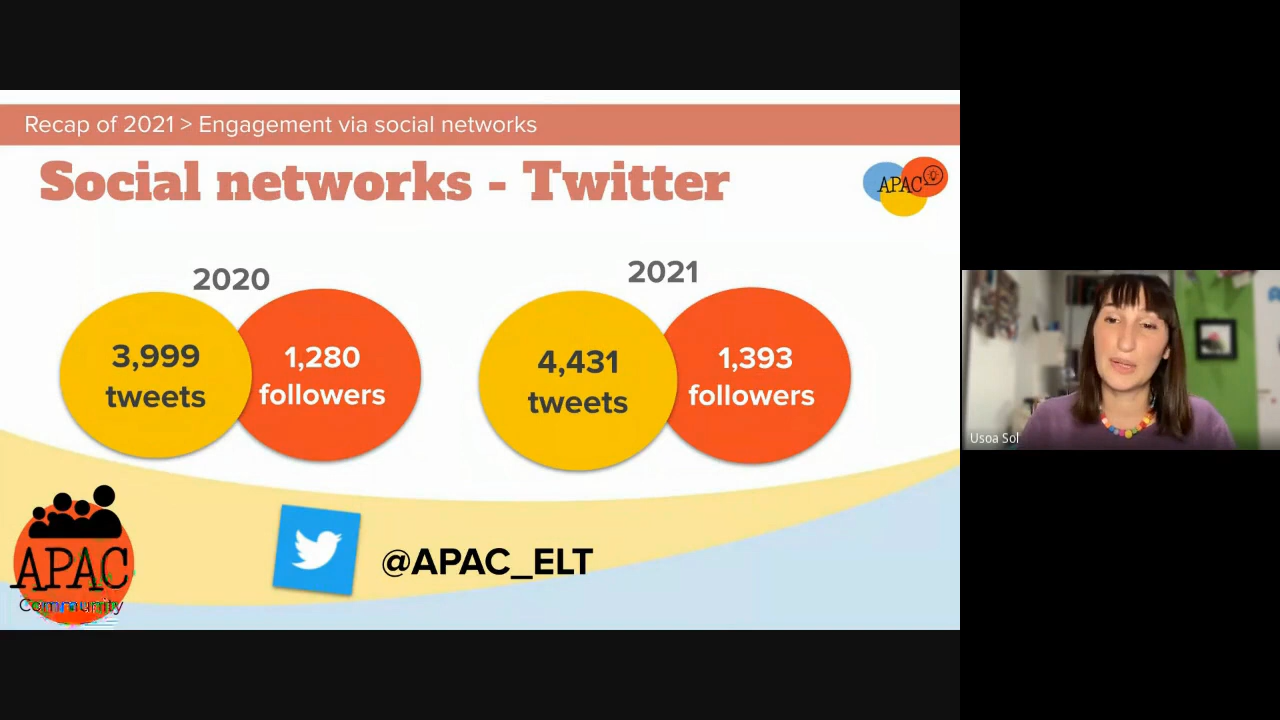 Recap of 2021 > Engagement via social networks
Social networks - Twitter
APAC
2020
2021
3,999
tweets
1,280
followers
4,431
tweets
1,393
followers
@APAC_ELT
APAC
Community
Usoa Sol